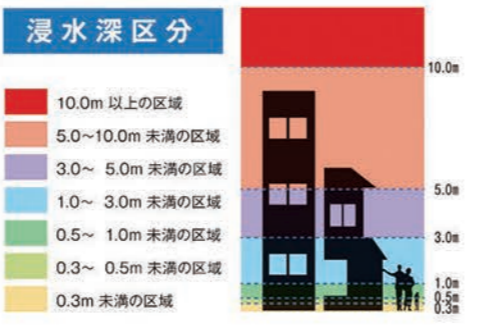 浸水深区分
10.0m 以上の区域
5.0～10.0m 未満の区域
3.0～ 5.0m 未満の区域
1.0～ 3.0m 未満の区域
0.5～ 1.0m 未満の区域
0.3～ 0.5m 未満の区域
0.3m 未満の区域
10.0m
5.0m
3.0m
1.0m
0.5m
0.3m